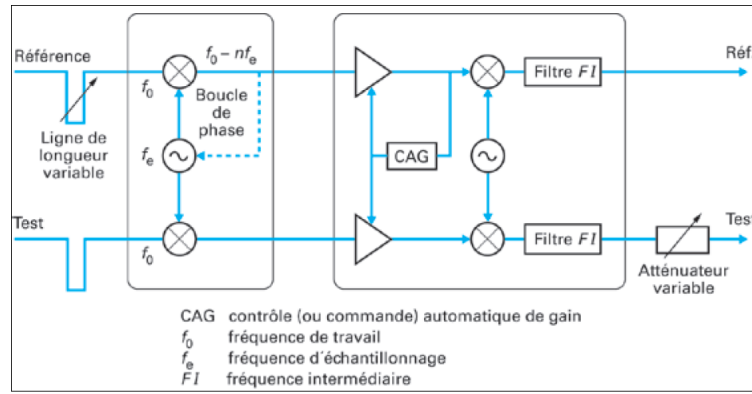 Référence
f0
f0 – nfe
Boucle
de
phase
Ligne de
longueur
variable
fe
CAG
Filtre FI
Réf
Test
f0
Filtre FI
Test
Atténuateur
variable
CAG contrôle (ou commande) automatique de gain
f0 fréquence de travail
fe fréquence d'échantillonnage
FI fréquence intermédiaire